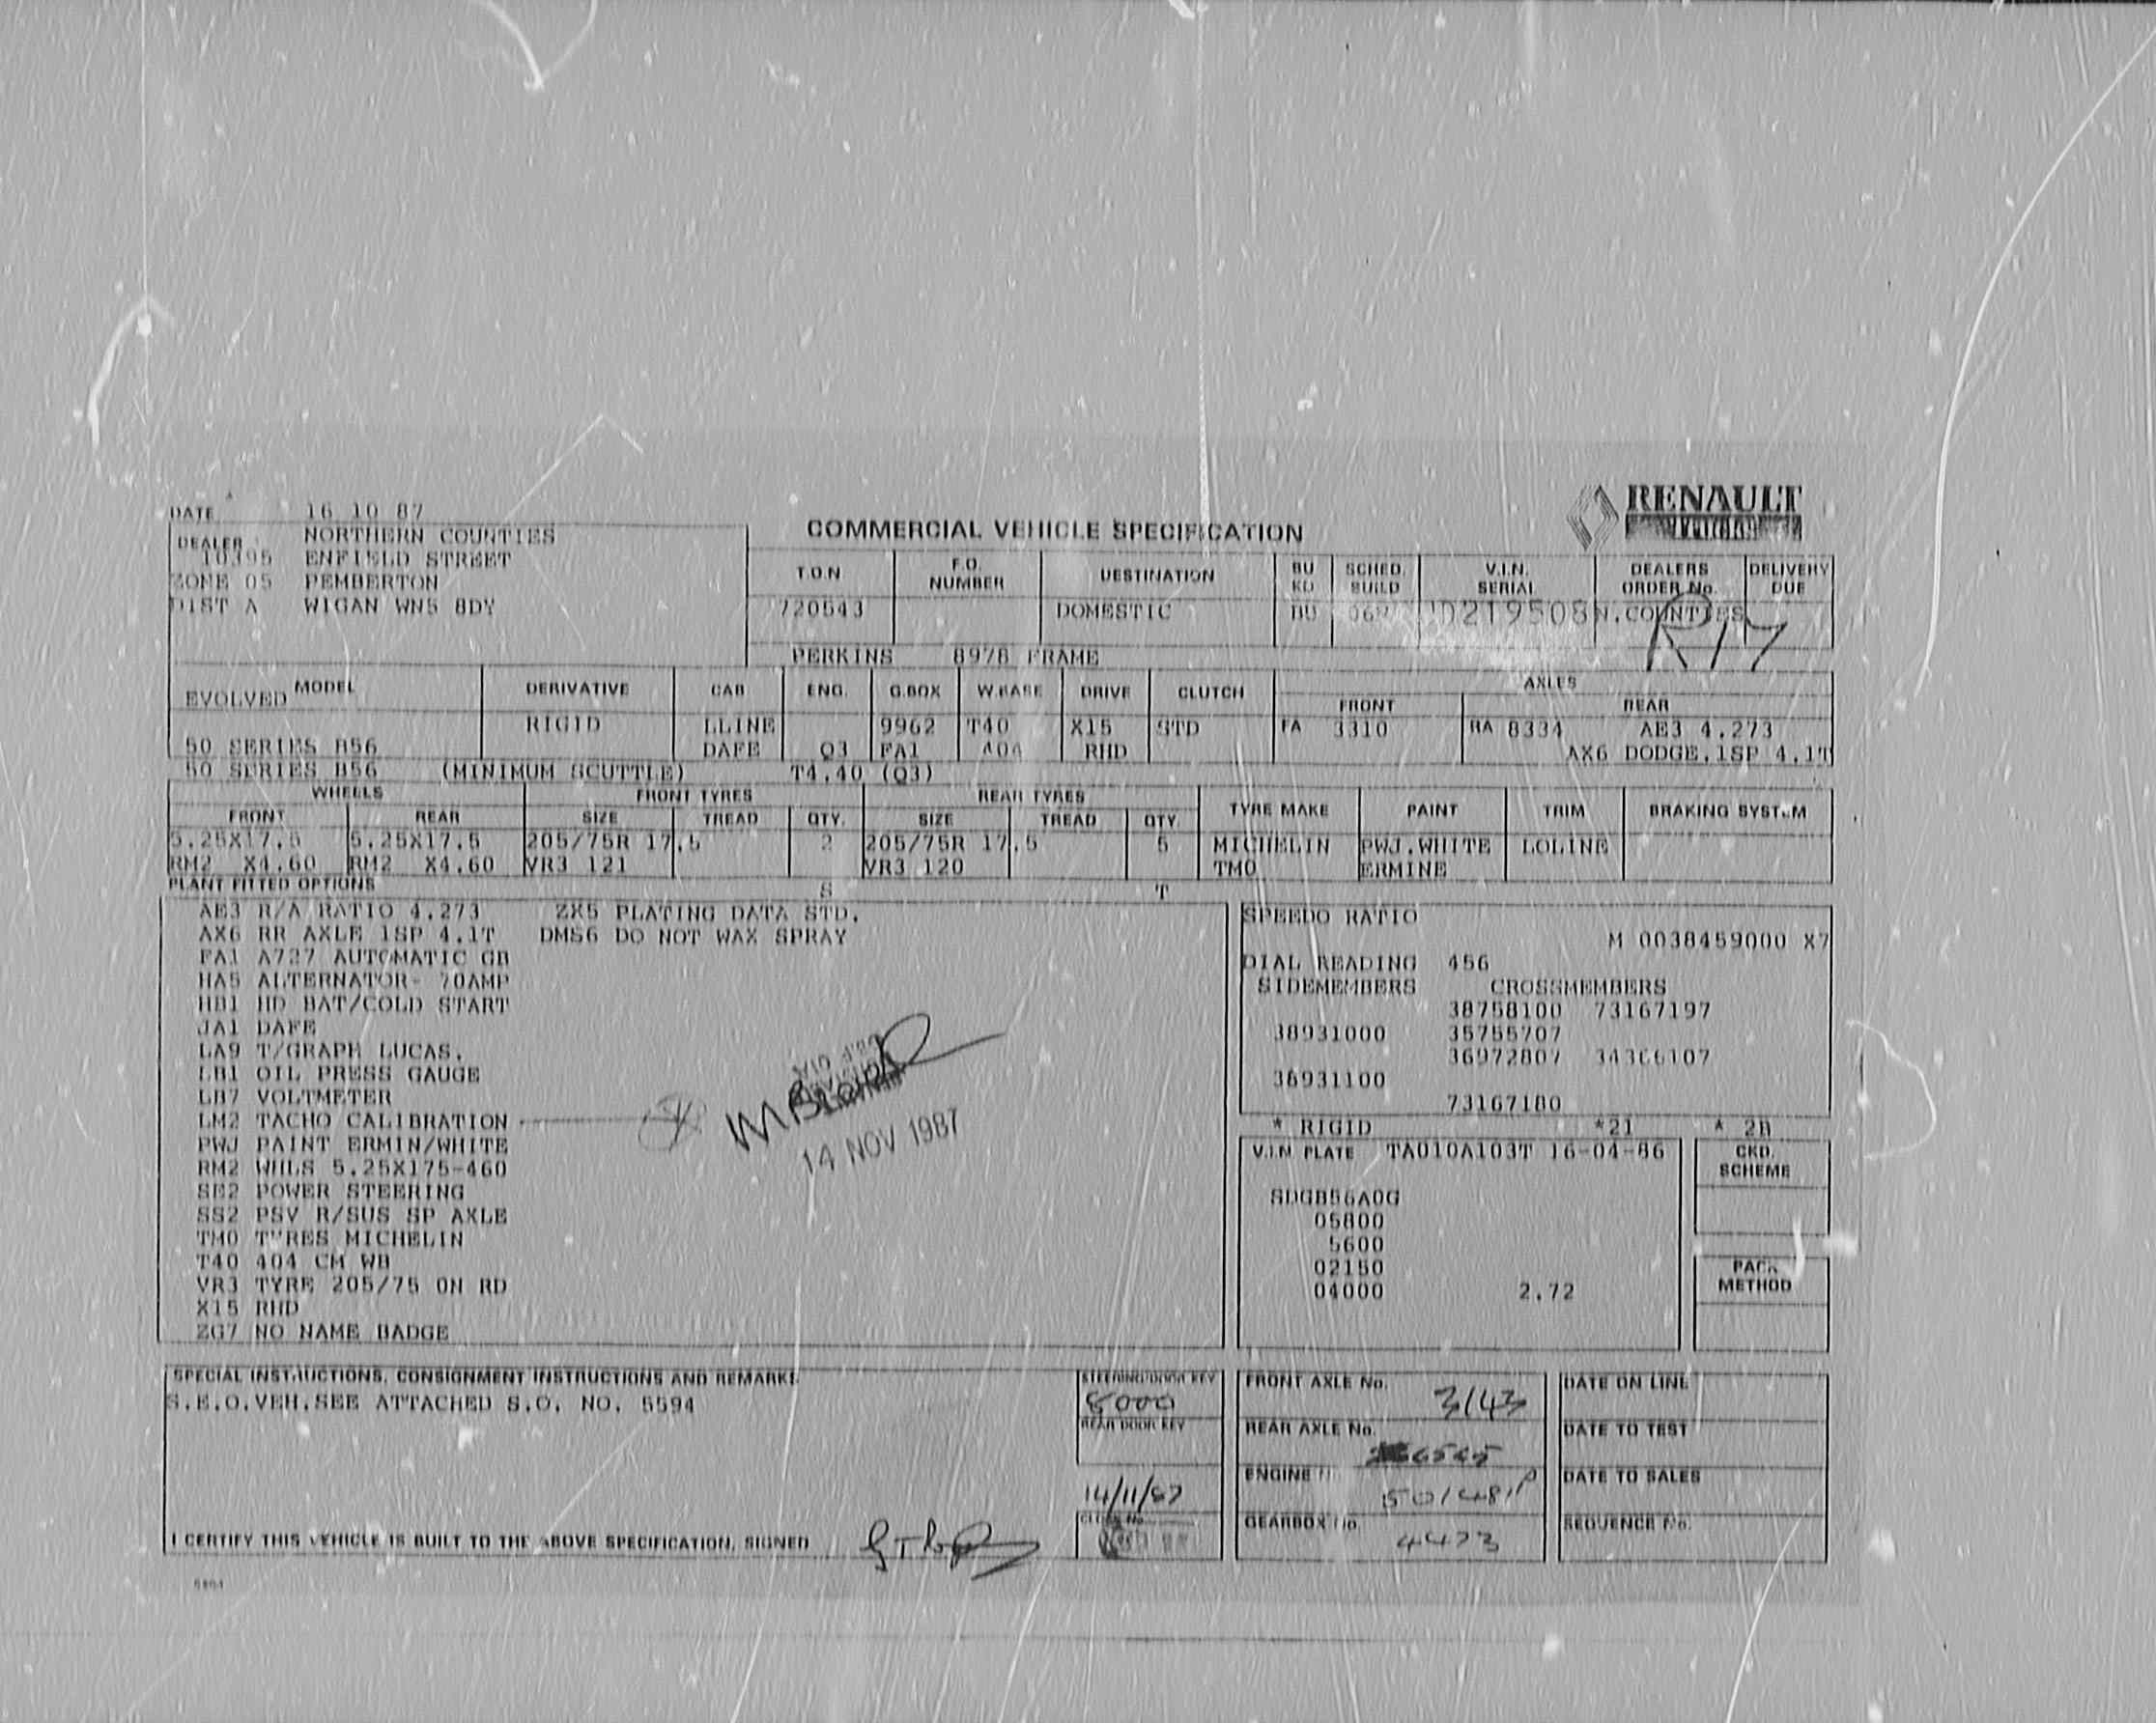 DATE 16 10 87
RENAULT
DEALER NORTHERN COUNTIES
10395 ENFIELD STREET
ZONE 05 PEMBERTON
DIST A WIGAN WN5 8DY
COMMERCIAL VEHICLE SPECIFICATION
T.O.N F.O. NUMBER DESTINATION BU KD SCHED. BUILD V.I.N. SERIAL DEALERS ORDER No. DELIVERY DUE
720543 DOMESTIC BU D219508 N.COUNTIES
R17
PERKINS 8978 FRAME
MODEL DERIVATIVE CAB ENG. G.BOX W.BASE DRIVE CLUTCH AXLES
EVOLVED FRONT REAR
RIGID LLINE 9962 T40 X15 STD FA 3310 RA 8334 AE3 4.273
50 SERIES B56 DAFE Q3 FA1 404 RHD AX6 DODGE.1SP 4.1T
50 SERIES B56 (MINIMUM SCUTTLE) T4.40 (Q3)
WHEELS FRONT TYRES REAR TYRES TYRE MAKE PAINT TRIM BRAKING SYSTEM
FRONT REAR SIZE TREAD QTY. SIZE TREAD QTY.
5.25X17.5 5.25X17.5 205/75R 17.5 2 205/75R 17.5 5 MICHELIN PWJ.WHITE LOLINE
RM2 X4.60 RM2 X4.60 VR3 121 VR3 120 TMO ERMINE
PLANT FITTED OPTIONS S T
AE3 R/A RATIO 4.273 ZX5 PLATING DATA STD.
AX6 RR AXLE 1SP 4.1T DM56 DO NOT WAX SPRAY
FA1 A727 AUTOMATIC GB
HA5 ALTERNATOR- 70AMP
HB1 HD BAT/COLD START
JA1 DAFE
LA9 T/GRAPH LUCAS.
LB1 OIL PRESS GAUGE
LB7 VOLTMETER
LM2 TACHO CALIBRATION
PWJ PAINT ERMIN/WHITE
RM2 WHLS 5.25X175-460
SE2 POWER STEERING
SS2 PSV R/SUS SP AXLE
TMO TYRES MICHELIN
T40 404 CM WB
VR3 TYRE 205/75 ON RD
X15 RHD
ZG7 NO NAME BADGE
14 NOV 1987
SPEEDO RATIO
M 0038459000 X7
DIAL READING 456
SIDEMEMBERS CROSSMEMBERS
38758100 73167197
38931000 35755707
36972807
36931100
73167180
* RIGID *21 * 2B
V.I.N PLATE TA010A103T 16-04-86
CKD. SCHEME
SDGB56A0G
05800
5600
02150
04000 2.72
PACK METHOD
SPECIAL INSTRUCTIONS, CONSIGNMENT INSTRUCTIONS AND REMARKS
S.E.O.VEH.SEE ATTACHED S.O. NO. 5594
STEERING/DOOR KEY
8000
REAR DOOR KEY
14/11/87
CLOCK No.
FRONT AXLE No. 3143
REAR AXLE No. 6545
ENGINE
GEARBOX No. 4473
DATE ON LINE
DATE TO TEST
DATE TO SALES
SEQUENCE No.
I CERTIFY THIS VEHICLE IS BUILT TO THE ABOVE SPECIFICATION, SIGNED